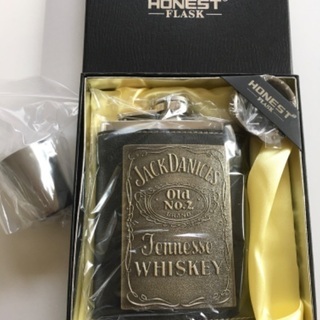 HONEST
FLASK
HONEST
FLASK
JACK DANIEL'S
Old
No.7
BRAND
Tennessee
WHISKEY